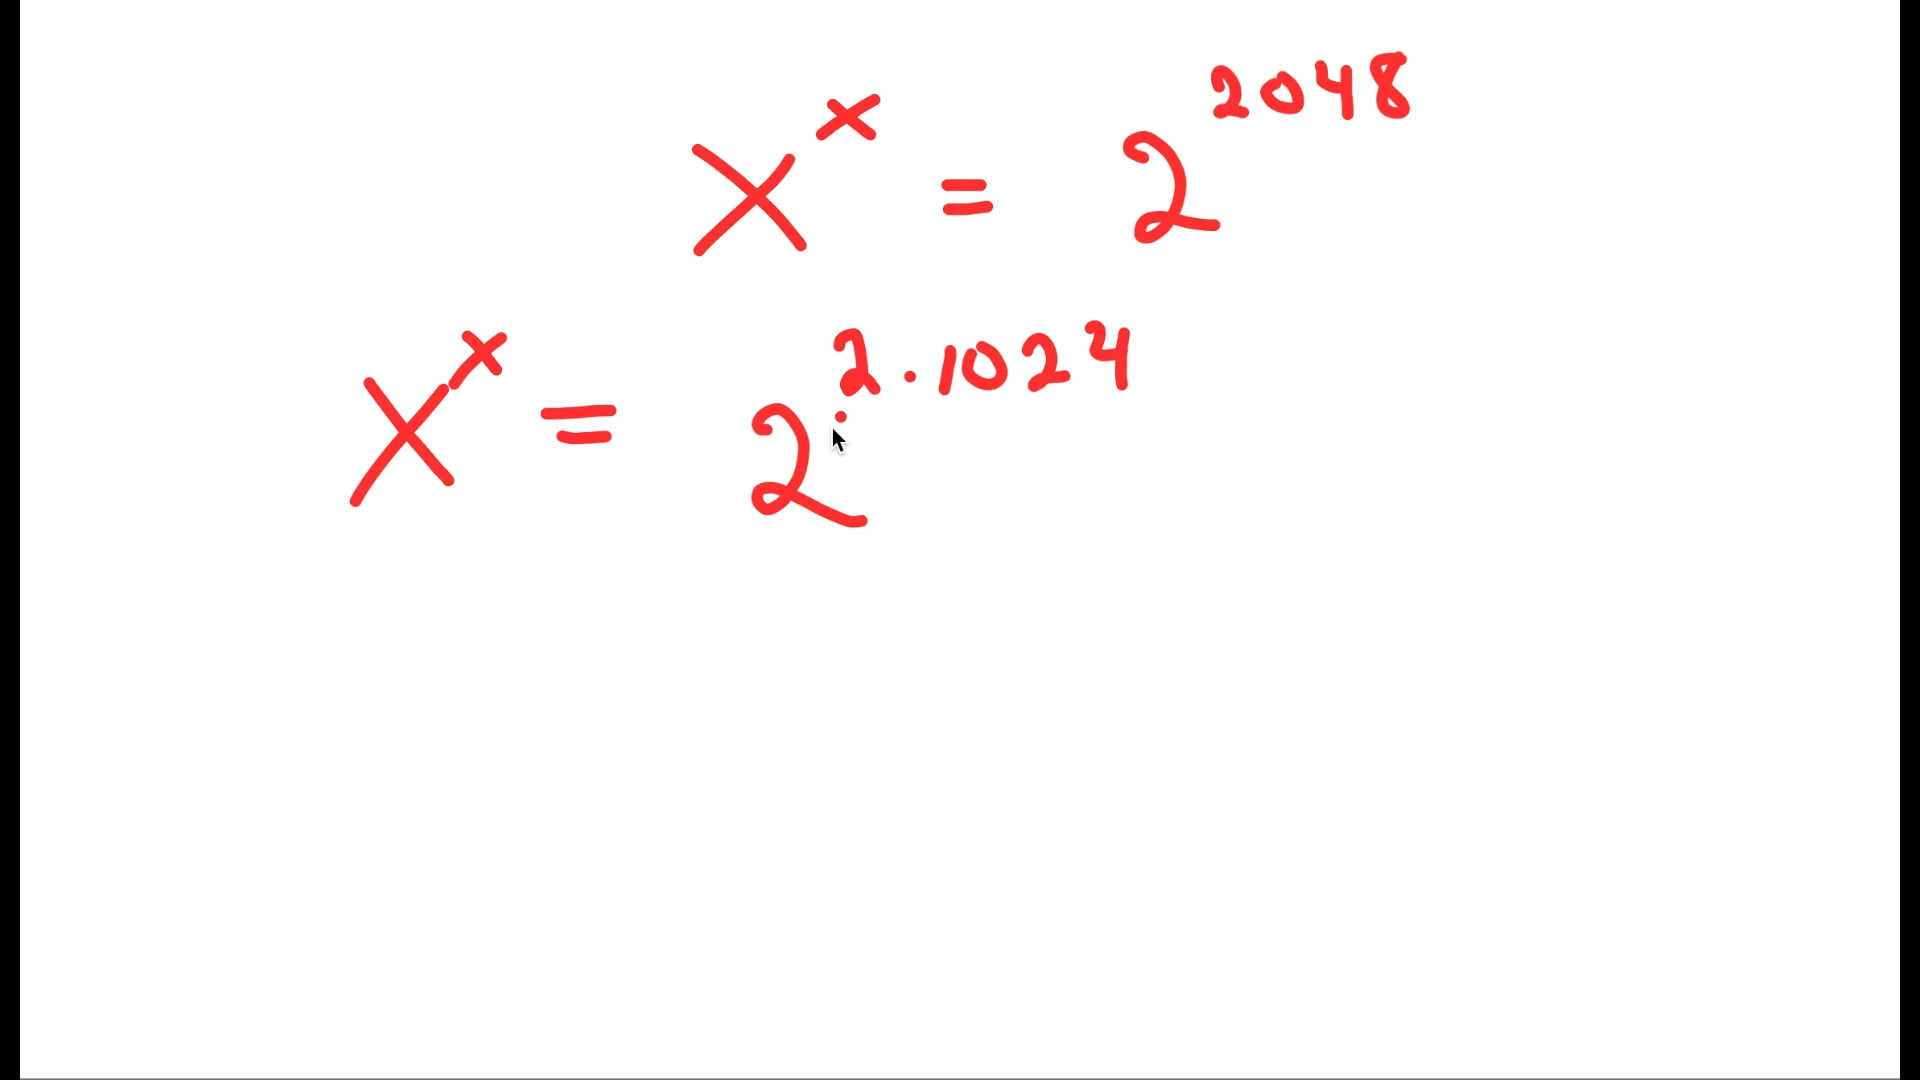 x^x = 2^2048
x^x = 2^2·1024